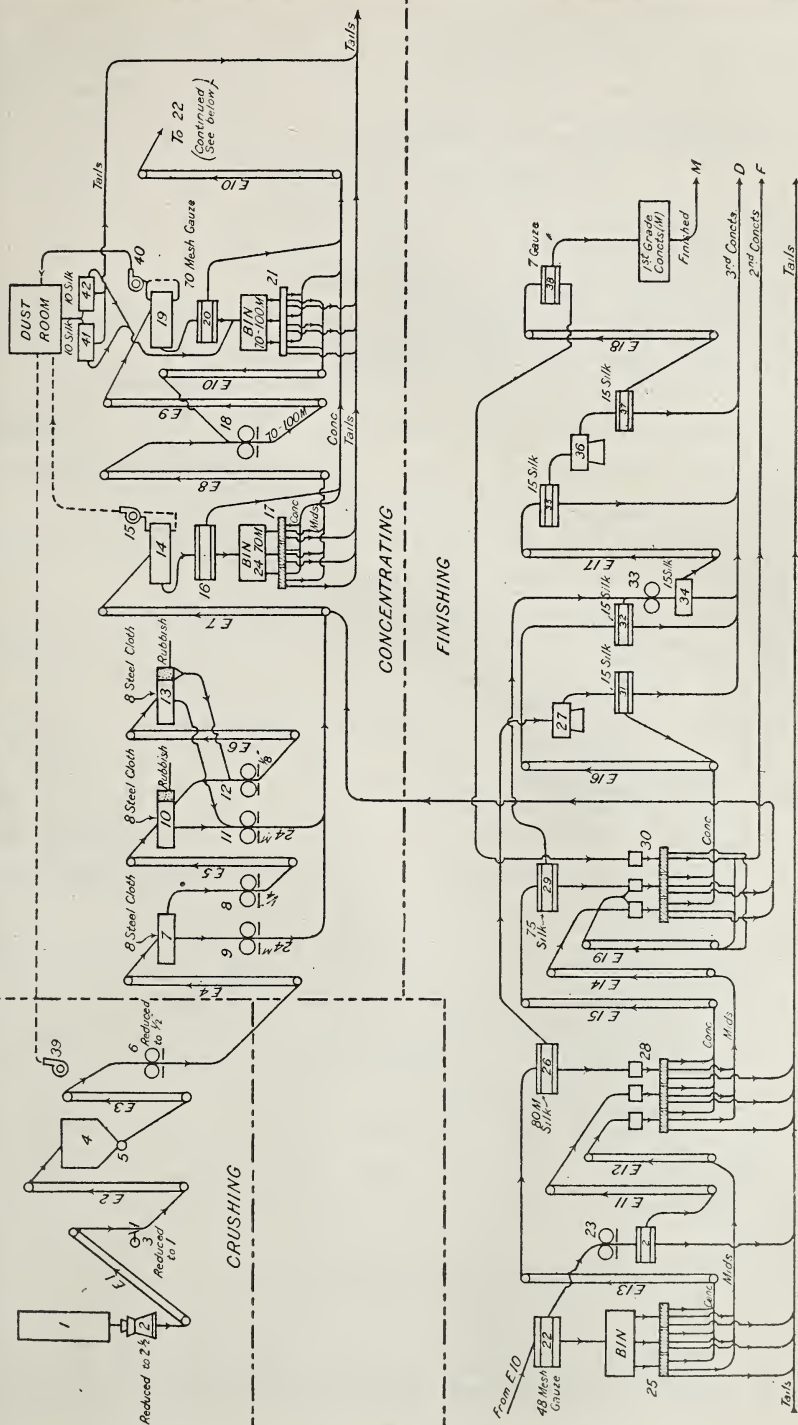 CRUSHING
1
2
Reduced to 2½
E1
3
Reduced to 1
E2
4
5
E3
39
6
Reduced to ½
CONCENTRATING
E4
8 Steel Cloth
7
8
¼"
9
24M
E5
8 Steel Cloth
Rubbish
10
11
24M
12
⅛"
E6
8 Steel Cloth
Rubbish
13
E7
14
15
16
BIN
24 70M
17
Conc
Mids
E8
18
70-100M
E9
E10
Conc
Tails
DUST
ROOM
10 Silk
41
10 Silk
42
40
19
70 Mesh Gauze
20
BIN
70-100M
21
E10
To 22
(Continued
See below)
Tails
Tails
FINISHING
From E10
48 Mesh
Gauze
22
BIN
25
Conc
Mids
Tails
E13
23
2
E11
E12
80M
Silk
26
28
Conc
Mids
E15
E14
E19
75
Silk
29
30
Conc
E16
27
15 Silk
31
15 Silk
32
33
15 Silk
34
E17
15 Silk
36
15 Silk
37
E18
7 Gauze
38
1st Grade
Concts(M)
Finished
M
3rd Concts.
D
2nd Concts.
F
Tails